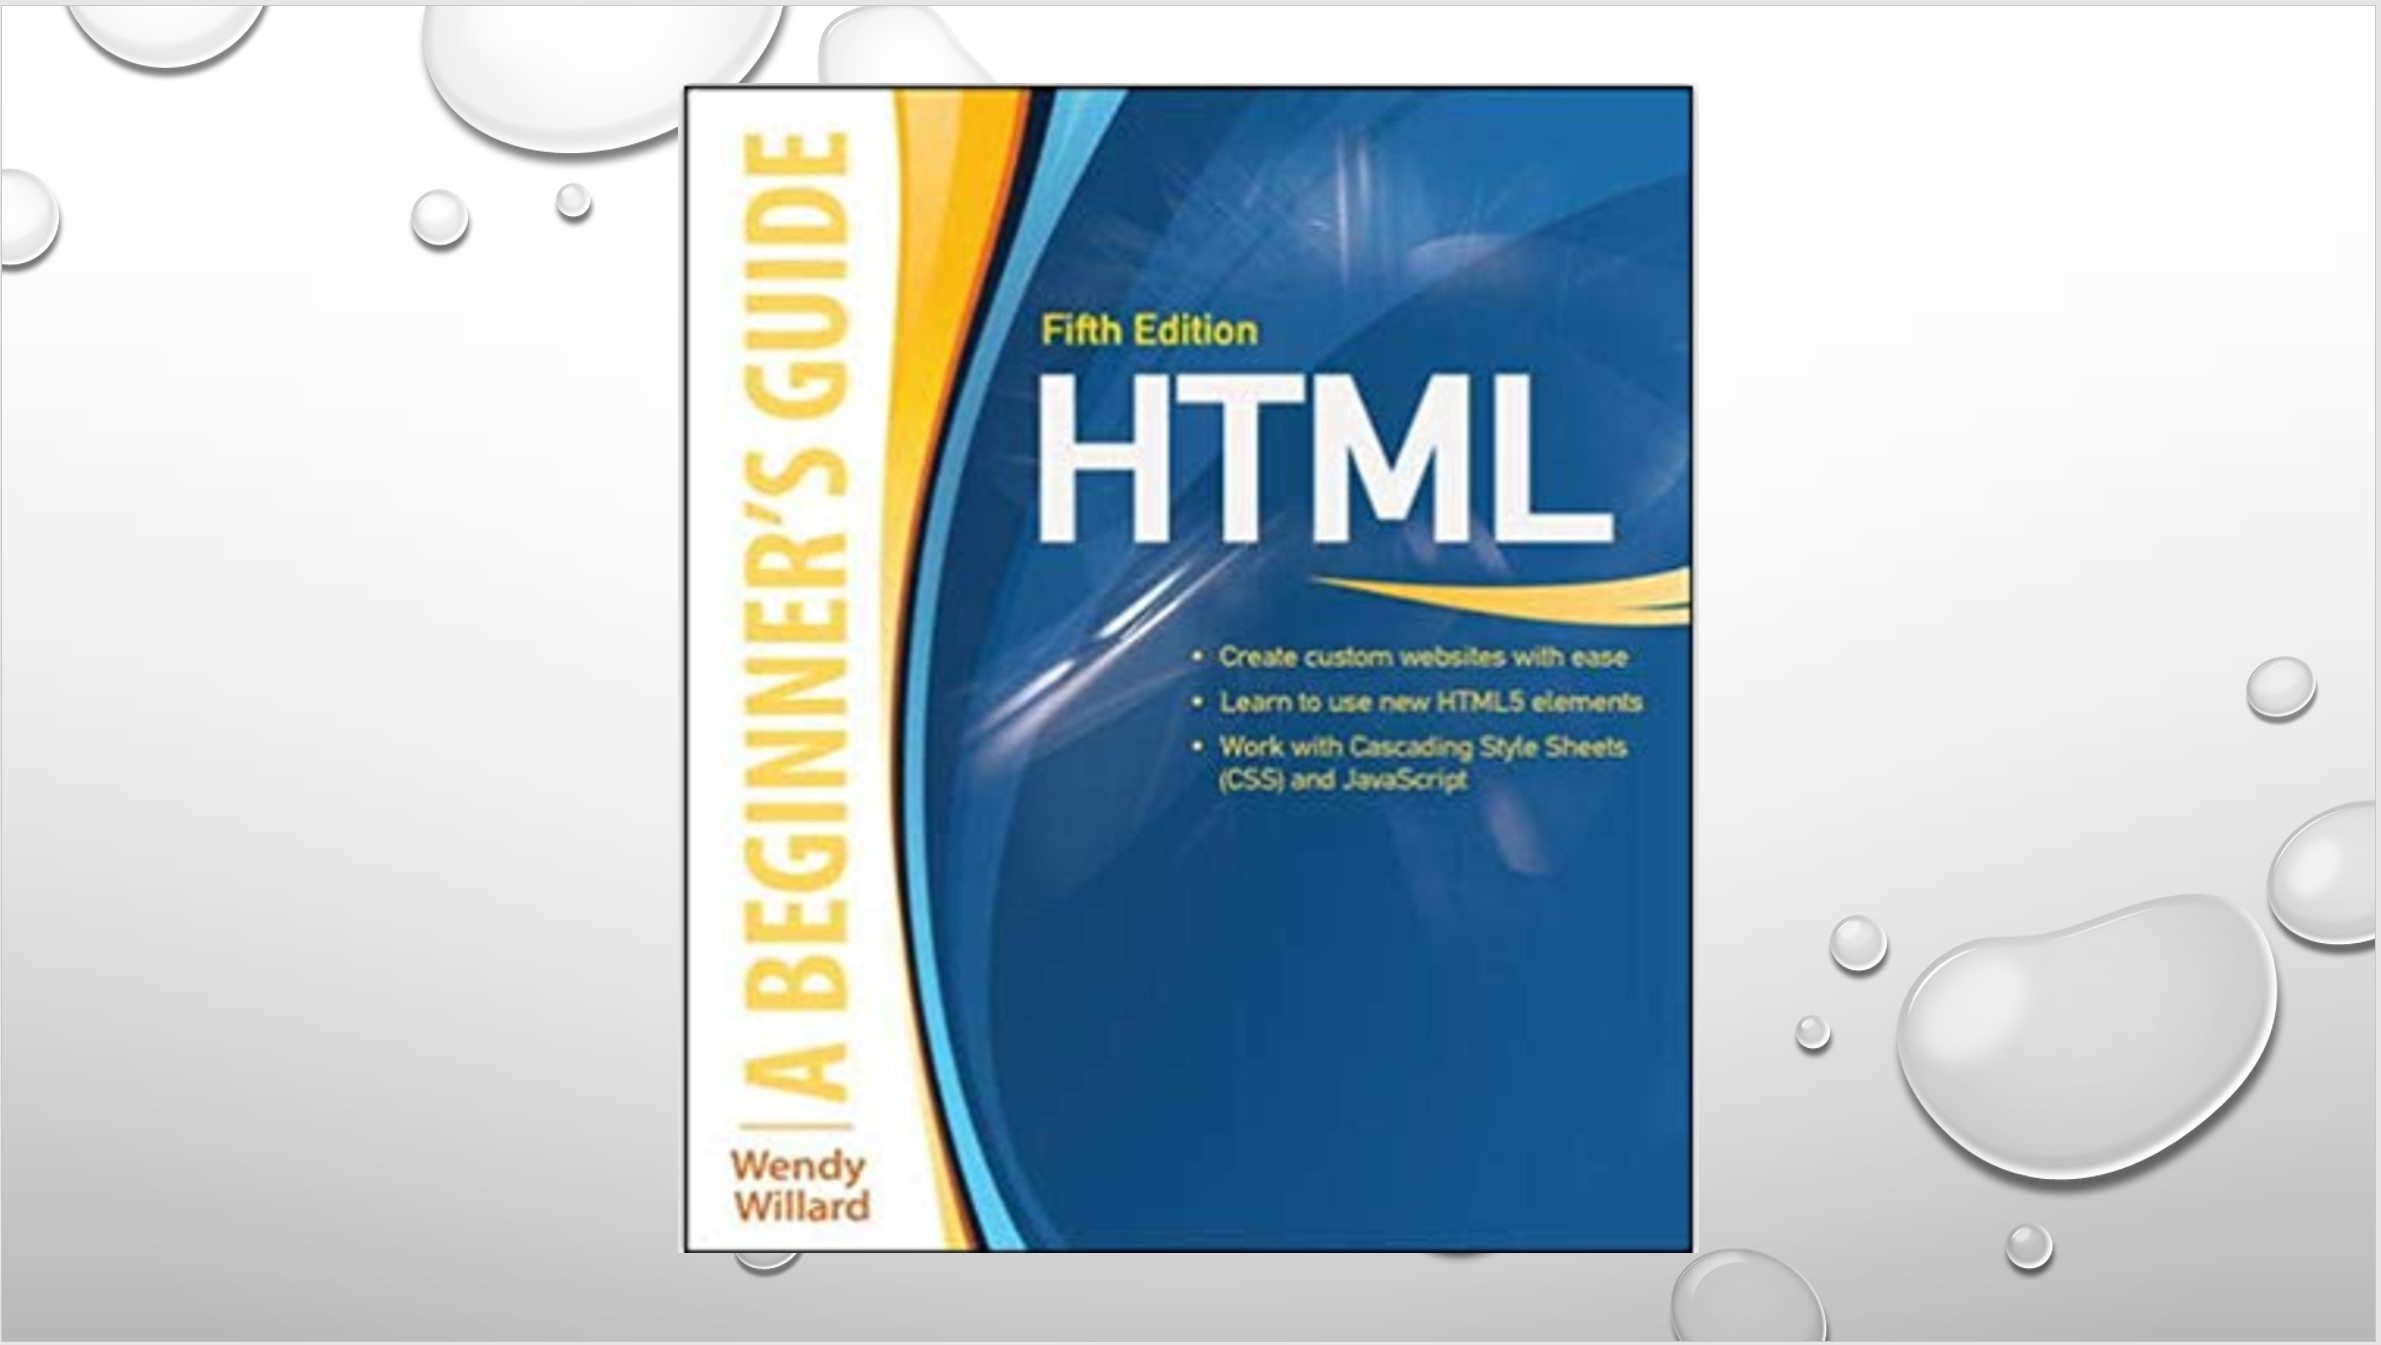 A BEGINNER'S GUIDE
Wendy
Willard
Fifth Edition
HTML
• Create custom websites with ease
• Learn to use new HTML5 elements
• Work with Cascading Style Sheets
(CSS) and JavaScript